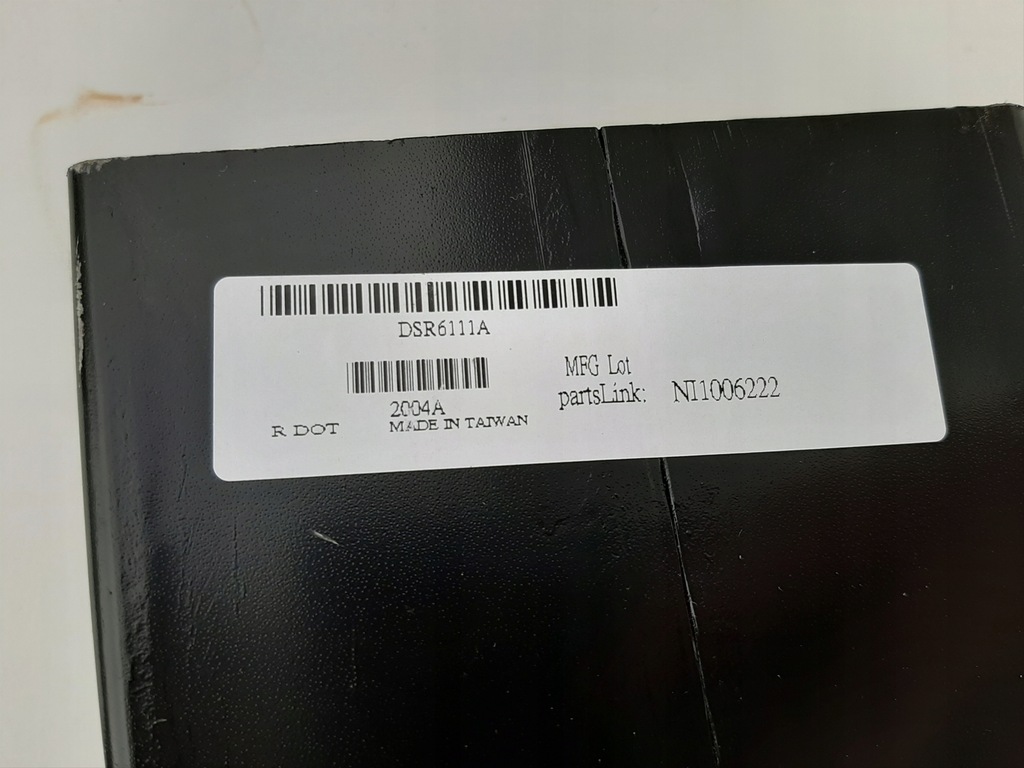 DSR6111A
MFG Lot
2004A
partsLink: NI1006222
R DOT MADE IN TAIWAN